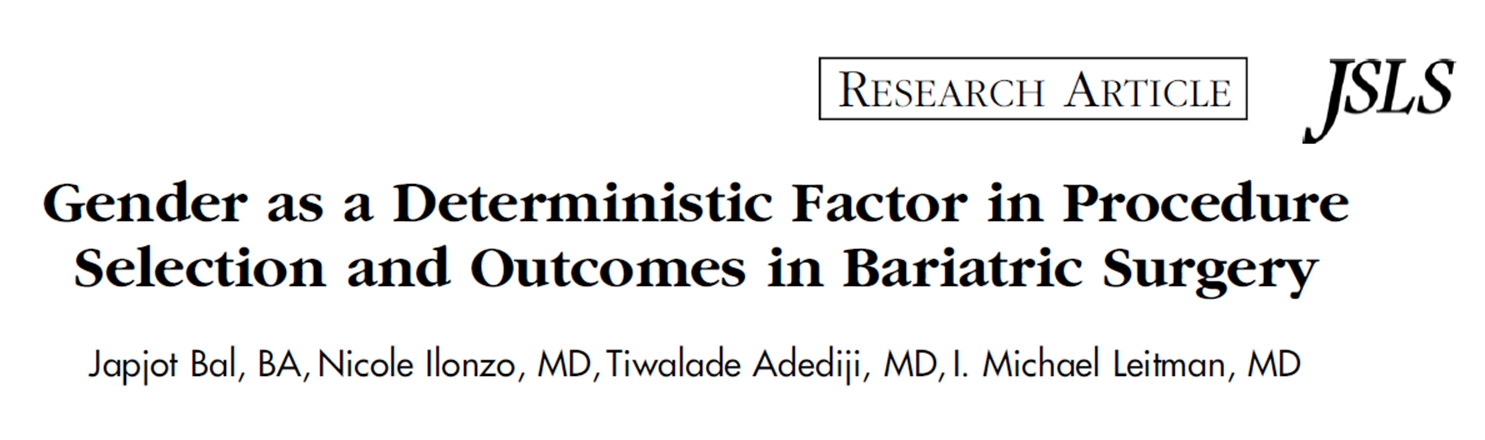 RESEARCH ARTICLE JSLS
Gender as a Deterministic Factor in Procedure
Selection and Outcomes in Bariatric Surgery
Japjot Bal, BA, Nicole Ilonzo, MD, Tiwalade Adediji, MD, I. Michael Leitman, MD